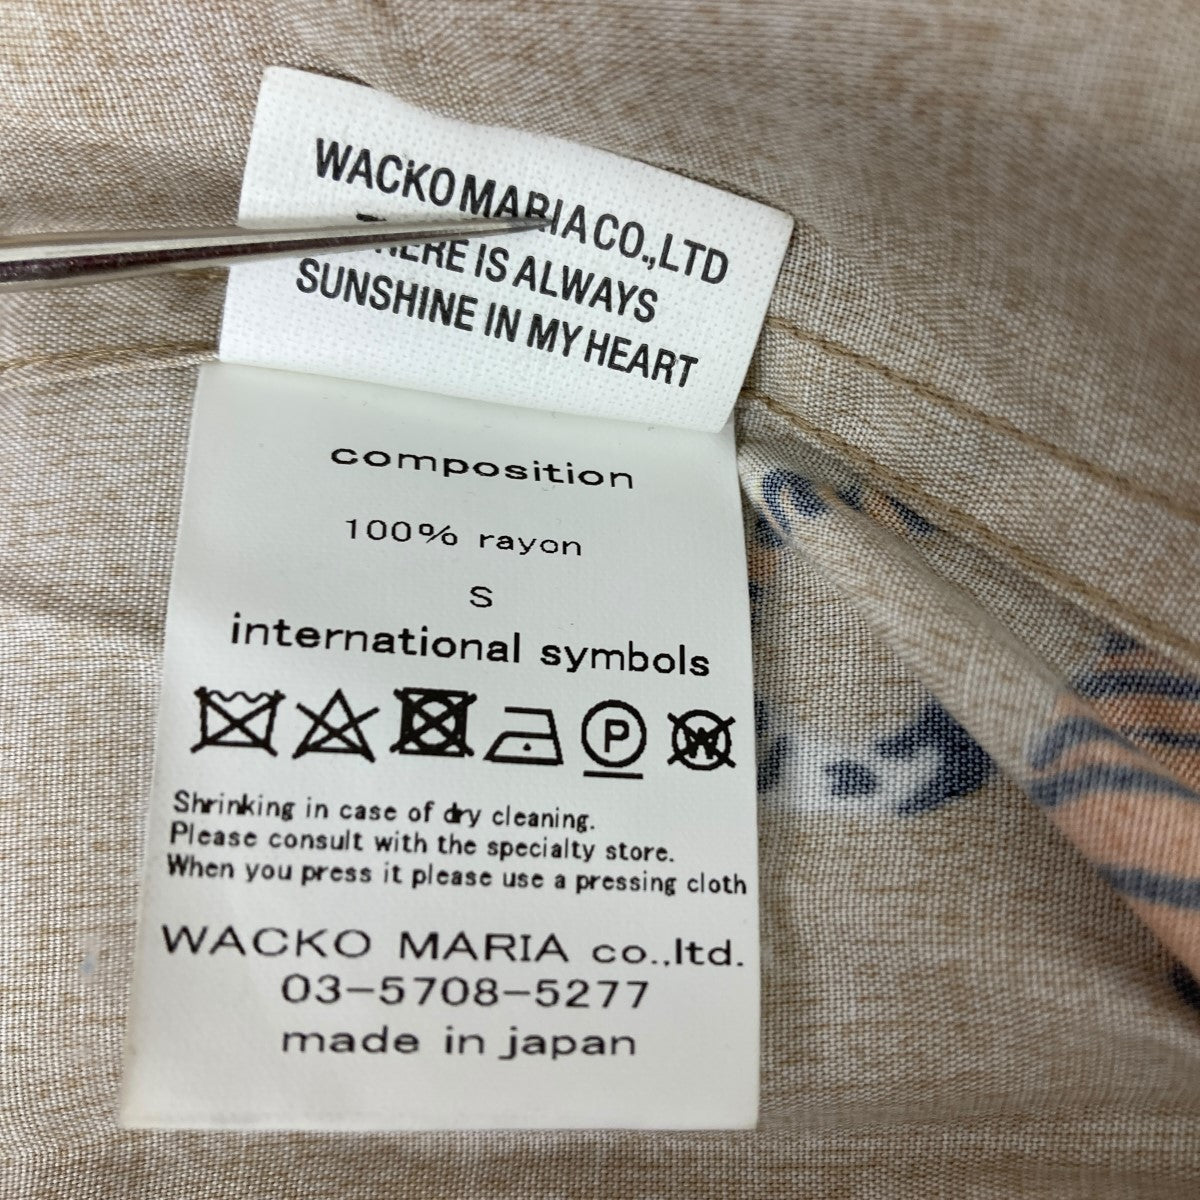 WACKO MARIA CO.,LTD
THERE IS ALWAYS
SUNSHINE IN MY HEART
composition
100% rayon
S
international symbols
P W
Shrinking in case of dry cleaning.
Please consult with the specialty store.
When you press it please use a pressing cloth
WACKO MARIA co.,ltd.
03-5708-5277
made in japan